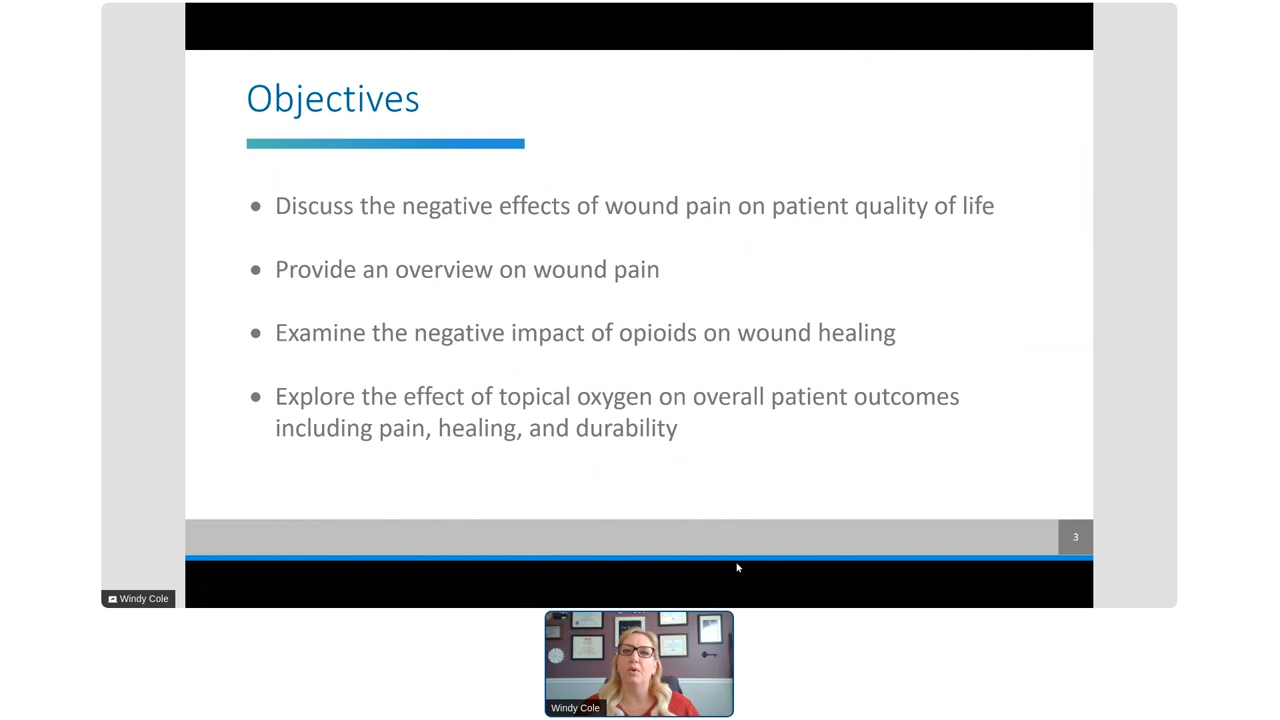 Objectives
• Discuss the negative effects of wound pain on patient quality of life
• Provide an overview on wound pain
• Examine the negative impact of opioids on wound healing
• Explore the effect of topical oxygen on overall patient outcomes
including pain, healing, and durability
3
Windy Cole
Windy Cole